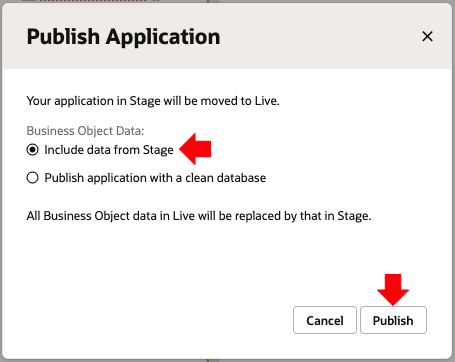 Publish Application
Your application in Stage will be moved to Live.
Business Object Data:
Include data from Stage
Publish application with a clean database
All Business Object data in Live will be replaced by that in Stage.
Cancel Publish